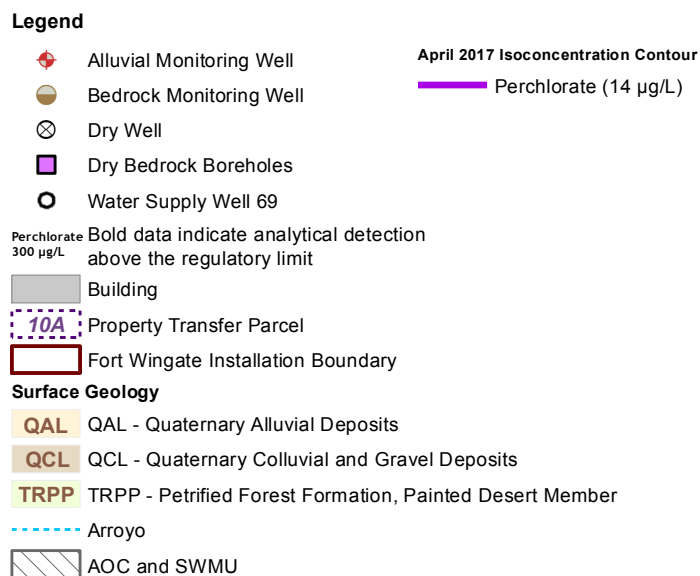 Legend
Alluvial Monitoring Well
Bedrock Monitoring Well
Dry Well
Dry Bedrock Boreholes
Water Supply Well 69
Perchlorate
300 µg/L
Bold data indicate analytical detection
above the regulatory limit
Building
10A Property Transfer Parcel
Fort Wingate Installation Boundary
Surface Geology
QAL QAL - Quaternary Alluvial Deposits
QCL QCL - Quaternary Colluvial and Gravel Deposits
TRPP TRPP - Petrified Forest Formation, Painted Desert Member
Arroyo
AOC and SWMU
April 2017 Isoconcentration Contour
Perchlorate (14 µg/L)